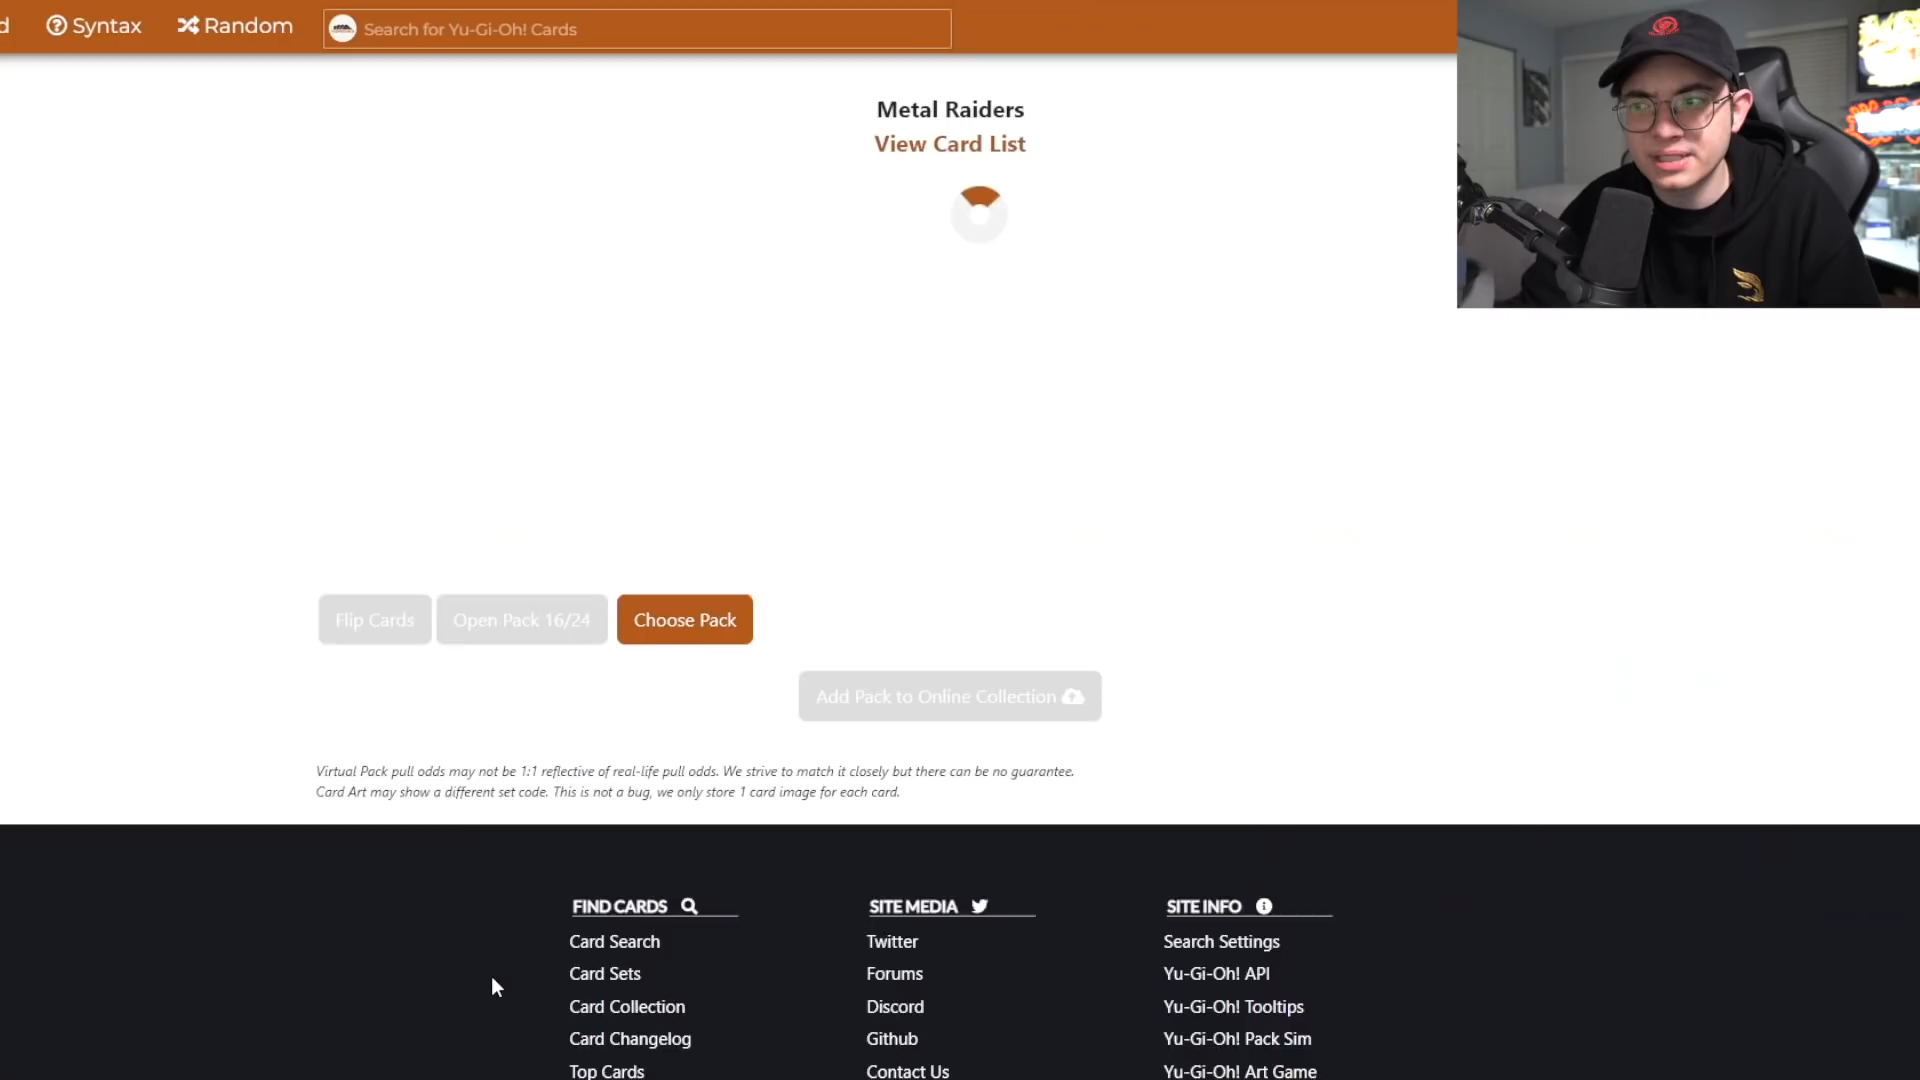 d
Syntax
Random
Search for Yu-Gi-Oh! Cards
Metal Raiders
View Card List
Flip Cards
Open Pack 16/24
Choose Pack
Add Pack to Online Collection
Virtual Pack pull odds may not be 1:1 reflective of real-life pull odds. We strive to match it closely but there can be no guarantee.
Card Art may show a different set code. This is not a bug, we only store 1 card image for each card.
FIND CARDS
Card Search
Card Sets
Card Collection
Card Changelog
Top Cards
SITE MEDIA
Twitter
Forums
Discord
Github
Contact Us
SITE INFO
Search Settings
Yu-Gi-Oh! API
Yu-Gi-Oh! Tooltips
Yu-Gi-Oh! Pack Sim
Yu-Gi-Oh! Art Game